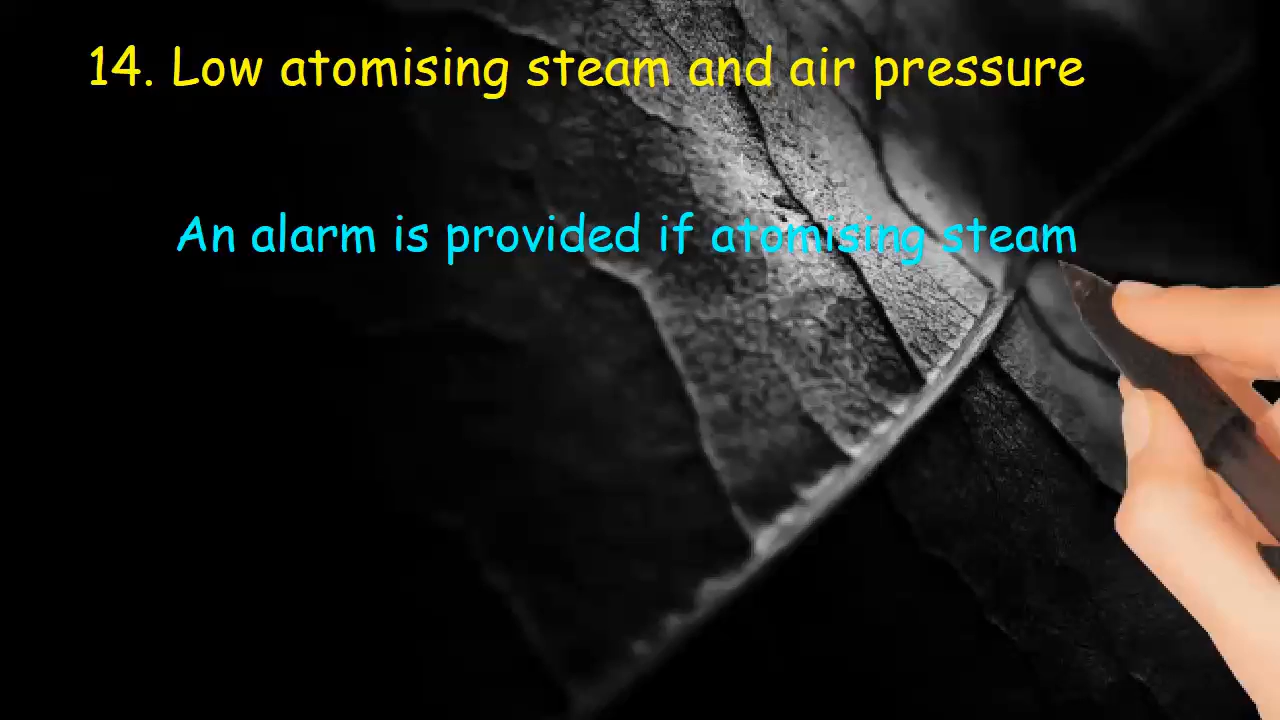 14. Low atomising steam and air pressure
An alarm is provided if atomising steam